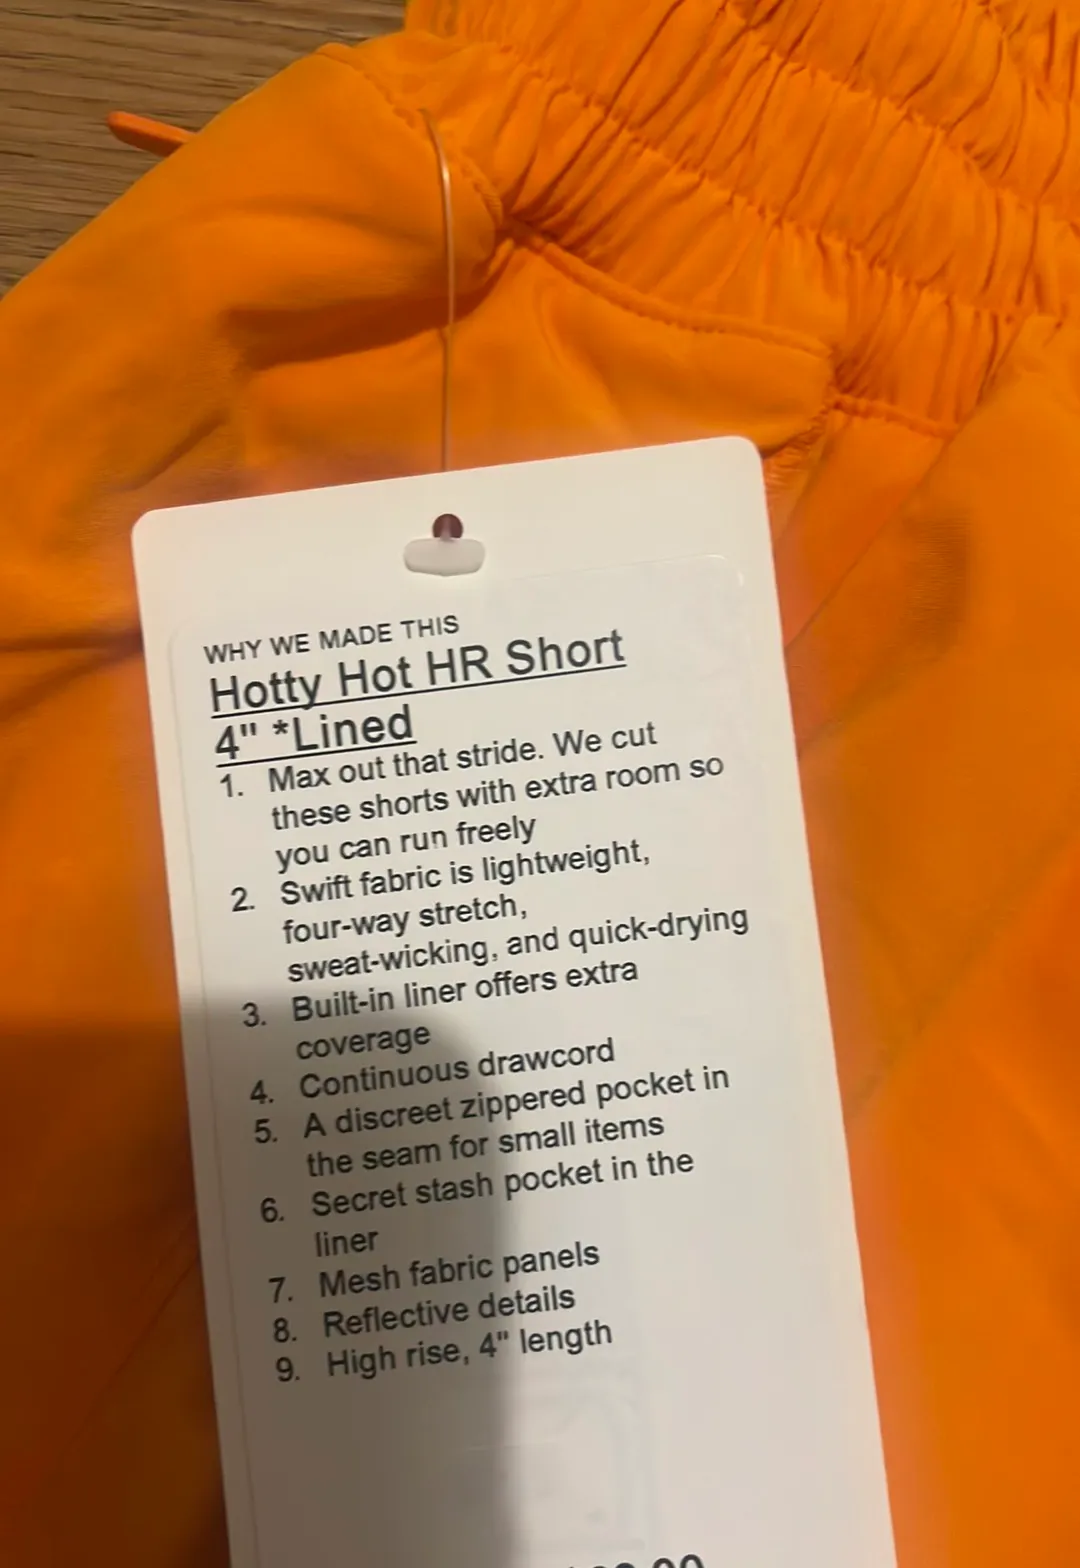 WHY WE MADE THIS
Hotty Hot HR Short
4" *Lined
1. Max out that stride. We cut
these shorts with extra room so
you can run freely
2. Swift fabric is lightweight,
four-way stretch,
sweat-wicking, and quick-drying
3. Built-in liner offers extra
coverage
4. Continuous drawcord
5. A discreet zippered pocket in
the seam for small items
6. Secret stash pocket in the
liner
7. Mesh fabric panels
8. Reflective details
9. High rise, 4" length